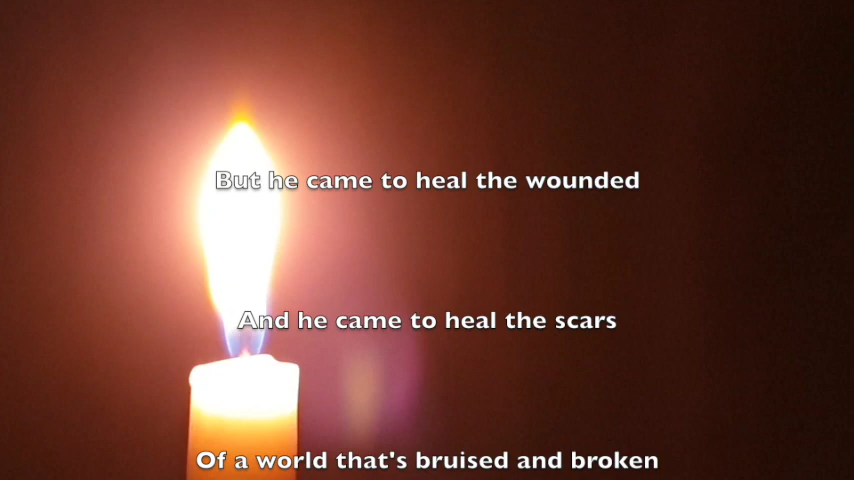 But he came to heal the wounded
And he came to heal the scars
Of a world that's bruised and broken